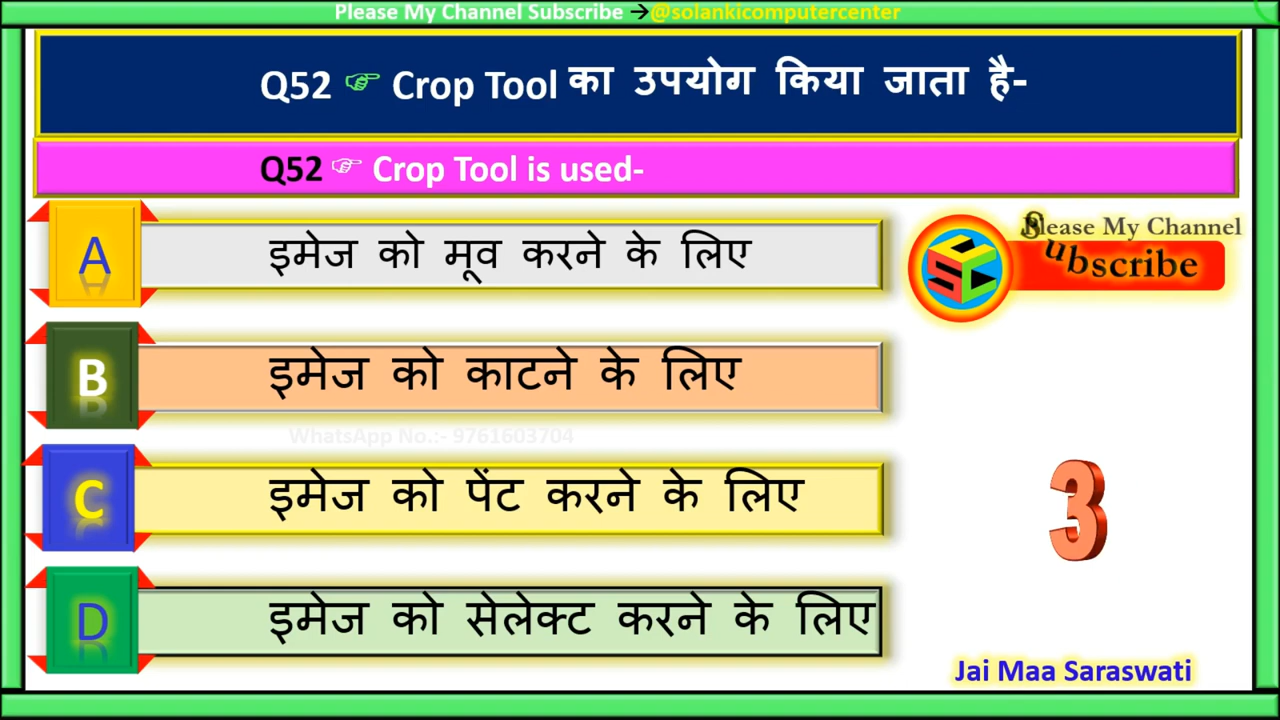 Please My Channel Subscribe →@solankicomputercenter
Q52 ☞ Crop Tool का उपयोग किया जाता है-
Q52 ☞ Crop Tool is used-
A इमेज को मूव करने के लिए
Please My Channel
Subscribe
B इमेज को काटने के लिए
WhatsApp No.:- 9761603704
C इमेज को पेंट करने के लिए
3
D इमेज को सेलेक्ट करने के लिए
Jai Maa Saraswati